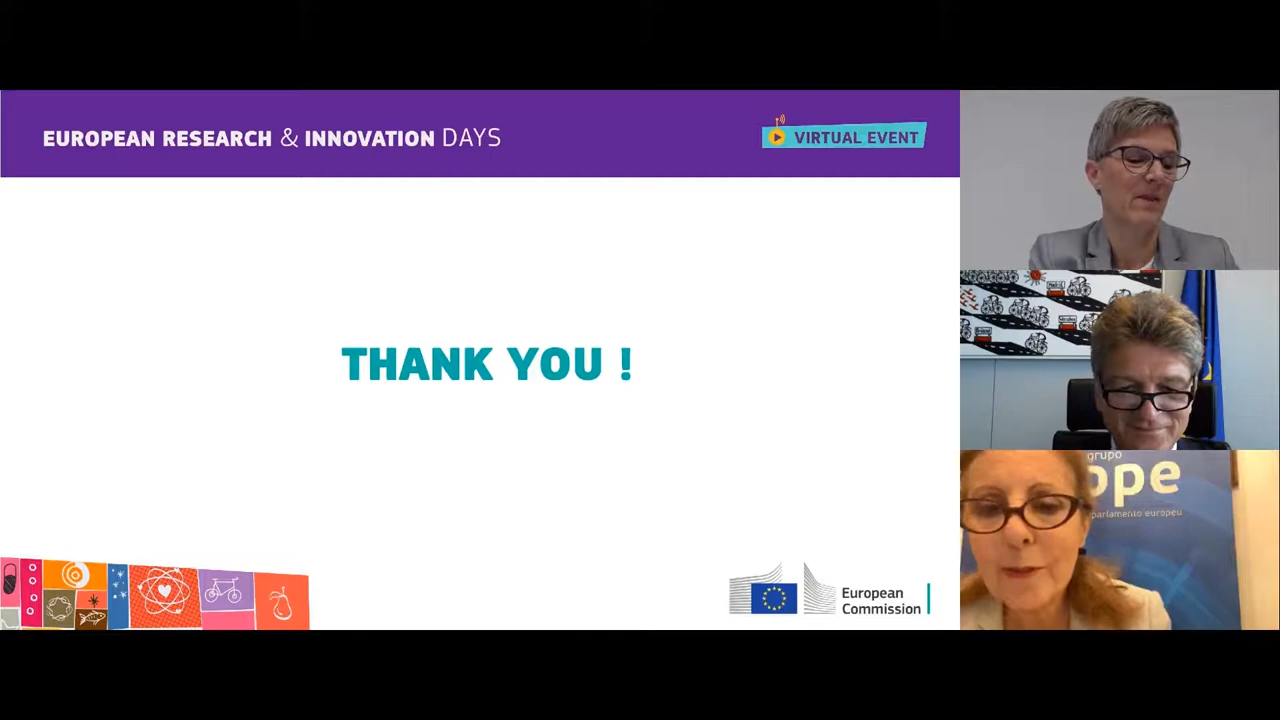 EUROPEAN RESEARCH & INNOVATION DAYS
VIRTUAL EVENT
THANK YOU !
European
Commission
grupo
ope
parlamento europeu